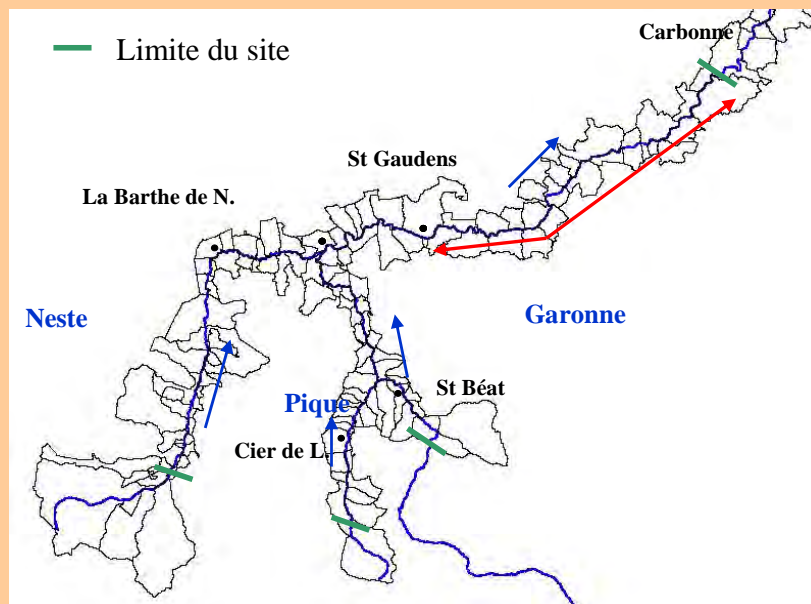 Carbonne
Limite du site
St Gaudens
La Barthe de N.
Neste
Garonne
St Béat
Pique
Cier de L.